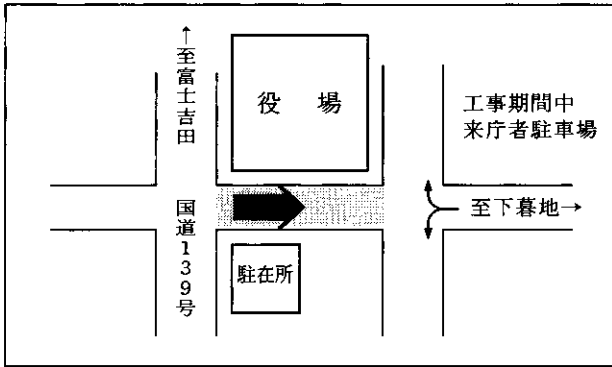 ↑至富士吉田
役場
工事期間中
来庁者駐車場
国道139号
至下暮地→
駐在所